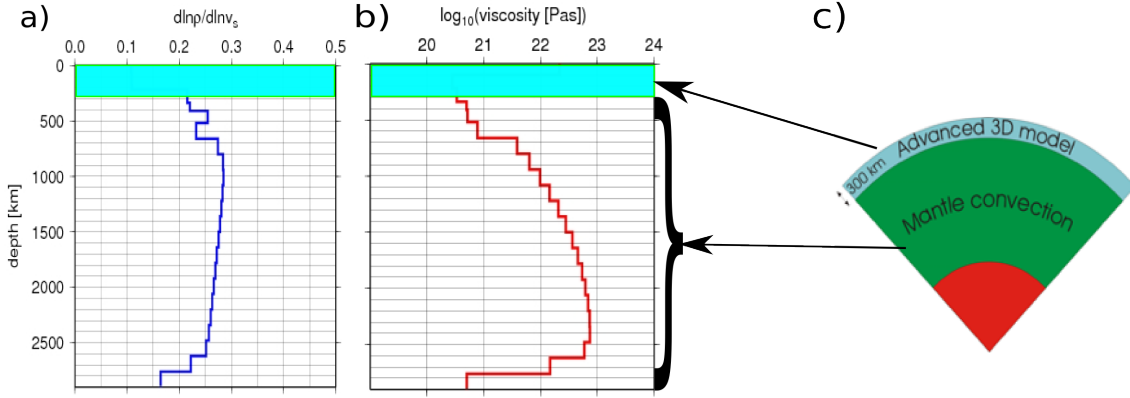 a)
dlnρ/dlnvs
0.0 0.1 0.2 0.3 0.4 0.5
0
500
1000
1500
2000
2500
depth [km]
b)
log10(viscosity [Pas])
20 21 22 23 24
c)
Advanced 3D model
300 km
Mantle convection